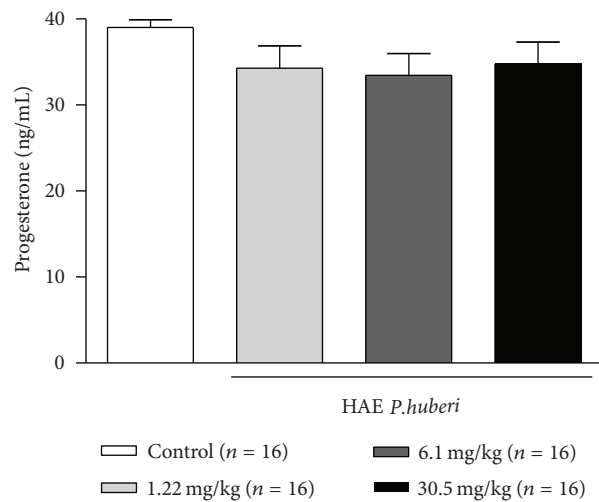 Progesterone (ng/mL)
40
30
20
10
0
HAE P.huberi
Control (n = 16)
1.22 mg/kg (n = 16)
6.1 mg/kg (n = 16)
30.5 mg/kg (n = 16)